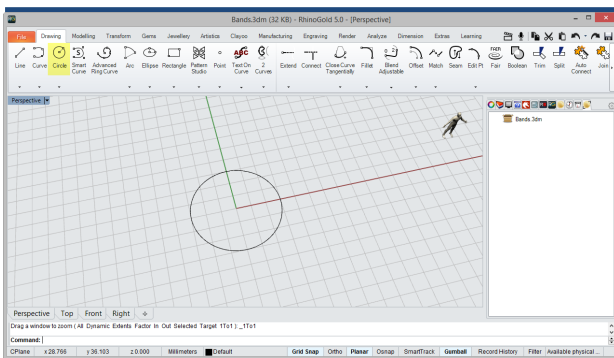 Bands.3dm (32 KB) - RhinoGold 5.0 - [Perspective]
File Drawing Modelling Transform Gems Jewellery Artistics Clayoo Manufacturing Engraving Render Analyze Dimension Extras Learning
Line Curve Circle Smart Curve Advanced Ring Curve Arc Ellipse Rectangle Pattern Studio Point Text On Curve 2 Curves Extend Connect Close Curve Tangentially Fillet Blend Adjustable Offset Match Seam Edit Pt Fair Boolean Trim Split Auto Connect Join
Perspective
Bands.3dm
Perspective Top Front Right
Drag a window to zoom ( All Dynamic Extents Factor In Out Selected Target 1To1 ): _1To1
Command:
CPlane x 28.766 y 36.103 z 0.000 Millimeters Default Grid Snap Ortho Planar Osnap SmartTrack Gumball Record History Filter Available physical ...